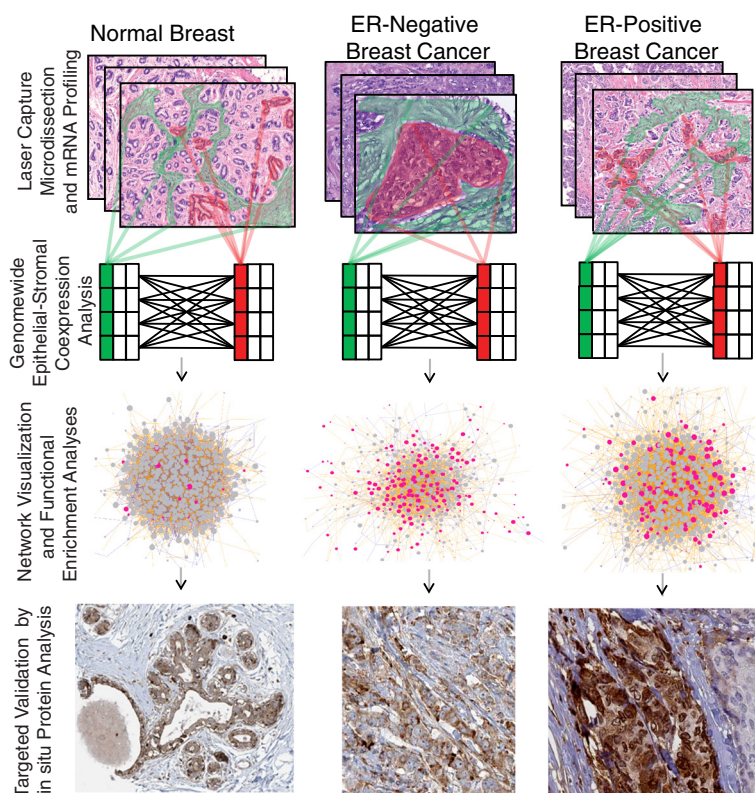 Normal Breast
ER-Negative
Breast Cancer
ER-Positive
Breast Cancer
Laser Capture
Microdissection
and mRNA Profiling
Genomewide
Epithelial-Stromal
Coexpression
Analysis
Network Visualization
and Functional
Enrichment Analyses
Targeted Validation by
in situ Protein Analysis